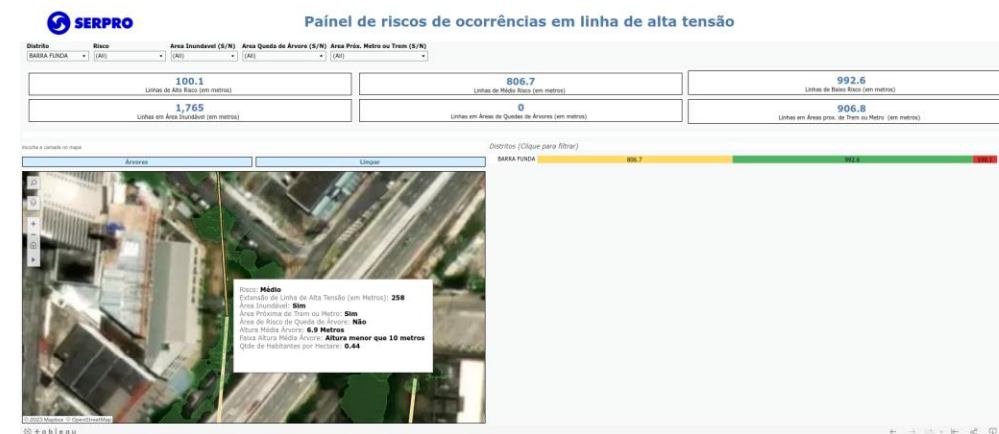 SERPRO
Painel de riscos de ocorrências em linha de alta tensão
Distrito Risco Area Inundavel (S/N) Area Queda de Árvore (S/N) Area Próx. Metro ou Trem (S/N)
BARRA FUNDA (All) (All) (All) (All)
100.1 806.7 992.6
Linhas de Alto Risco (em metros) Linhas de Médio Risco (em metros) Linhas de Baixo Risco (em metros)
1,765 0 906.8
Linhas em Área Inundável (em metros) Linhas em Áreas de Quedas de Árvores (em metros) Linhas em Áreas prox. de Trem ou Metro (em metros)
Escolha a camada no mapa Distritos (Clique para filtrar)
Árvores Limpar BARRA FUNDA 806.7 992.6 100.1
Risco: Médio
Extensão de Linha de Alta Tensão (em Metros): 258
Área Inundável: Sim
Área Próxima de Trem ou Metro: Sim
Área de Risco de Queda de Árvore: Não
Altura Média Árvore: 6.9 Metros
Faixa Altura Média Árvore: Altura menor que 10 metros
Qtde de Habitantes por Hectare: 0.44
© 2023 Mapbox © OpenStreetMap
+ableau